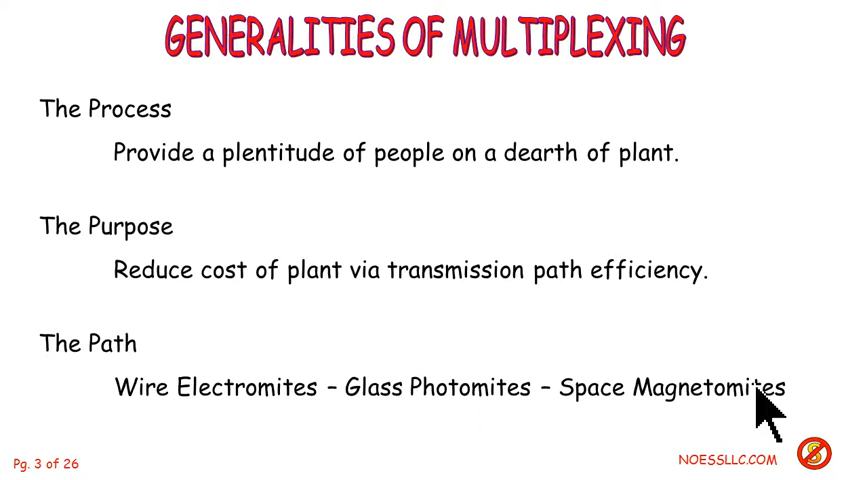 GENERALITIES OF MULTIPLEXING
The Process
Provide a plentitude of people on a dearth of plant.
The Purpose
Reduce cost of plant via transmission path efficiency.
The Path
Wire Electromites – Glass Photomites – Space Magnetomites
Pg. 3 of 26
NOESSLLC.COM
S